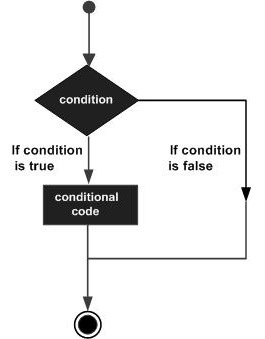 condition
If condition
is true
If condition
is false
conditional
code